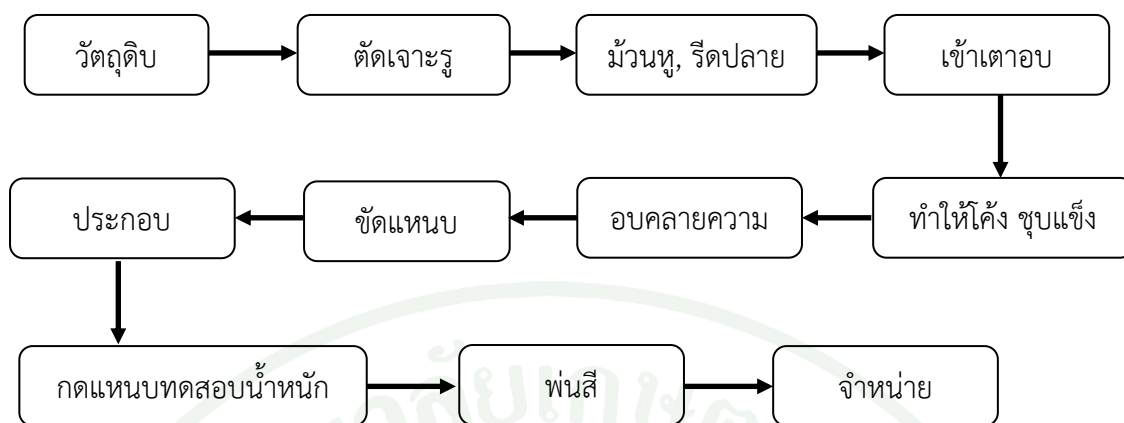 วัตถุดิบ
ตัดเจาะรู
ม้วนหู, รีดปลาย
เข้าเตาอบ
ทำให้โค้ง ชุบแข็ง
อบคลายความ
ขัดแหนบ
ประกอบ
กดแหนบทดสอบน้ำหนัก
พ่นสี
จำหน่าย